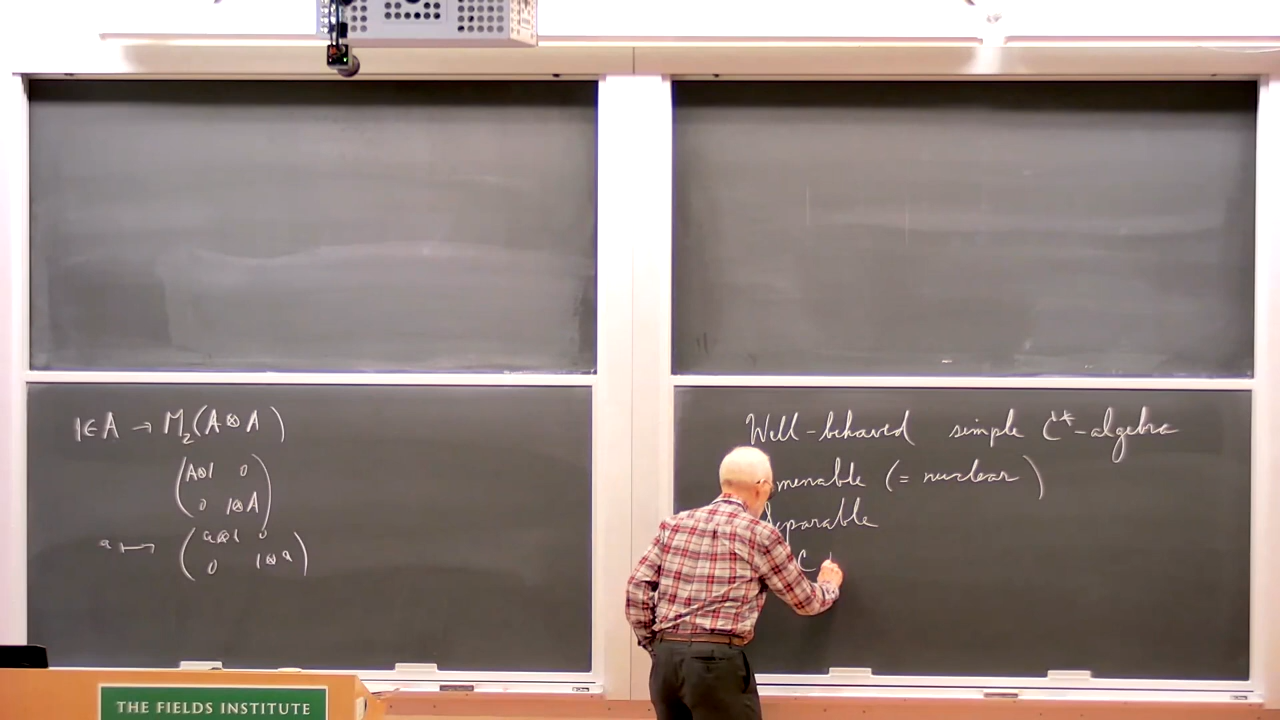 1∈A → M₂(A⊗A)
(A⊗1 0
0 1⊗A)
a ⟼ (a⊗1 0
0 1⊗a)
Well-behaved simple C*-algebra
menable (= nuclear)
Separable
C
THE FIELDS INSTITUTE